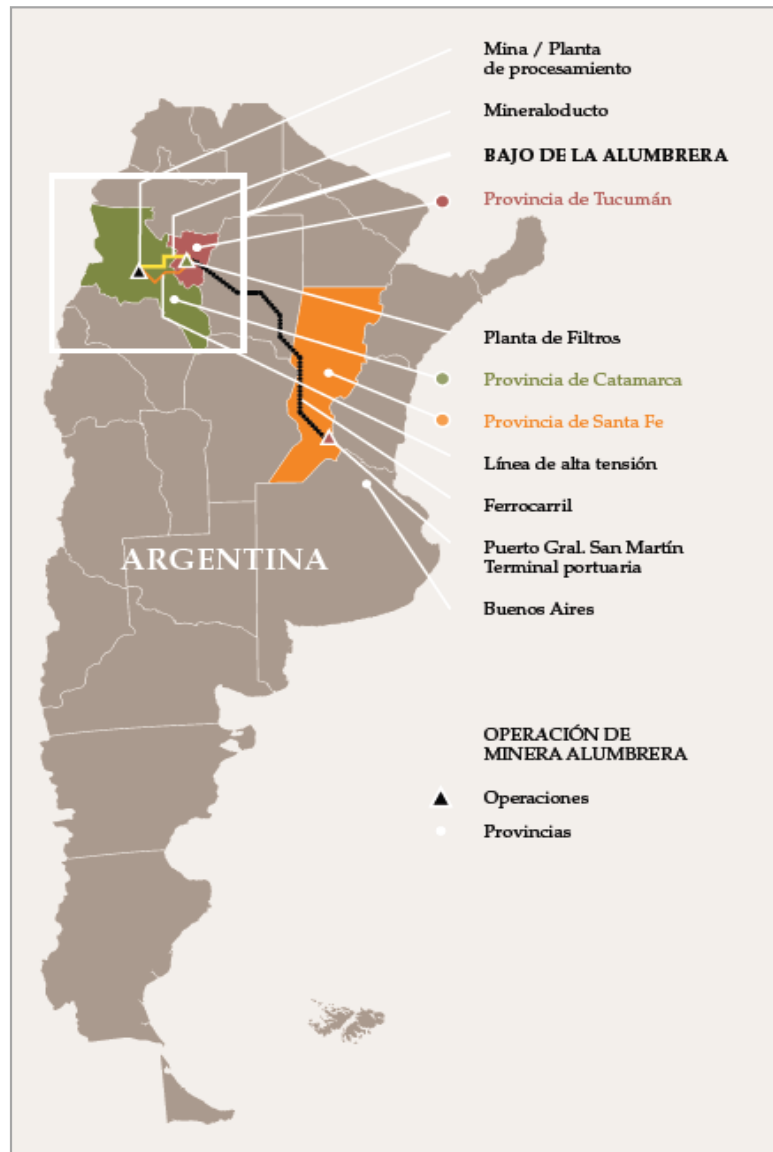 Mina / Planta
de procesamiento
Mineraloducto
BAJO DE LA ALUMBRERA
Provincia de Tucumán
Planta de Filtros
Provincia de Catamarca
Provincia de Santa Fe
Línea de alta tensión
Ferrocarril
Puerto Gral. San Martín
Terminal portuaria
Buenos Aires
ARGENTINA
OPERACIÓN DE
MINERA ALUMBRERA
Operaciones
Provincias